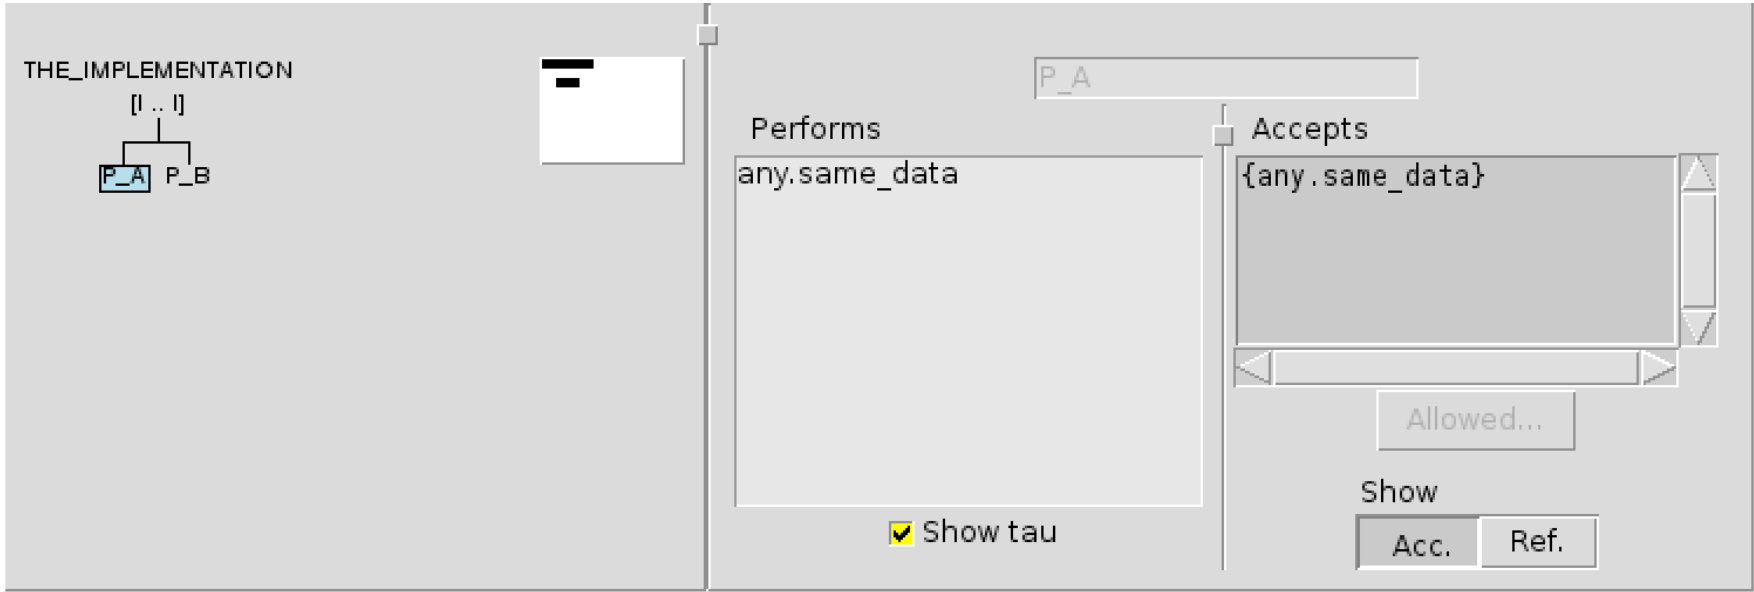 THE_IMPLEMENTATION
[I .. I]
P_A P_B
P_A
Performs
any.same_data
Show tau
Accepts
{any.same_data}
Allowed...
Show
Acc. Ref.